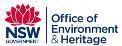 NSW
GOVERNMENT
Office of
Environment
& Heritage